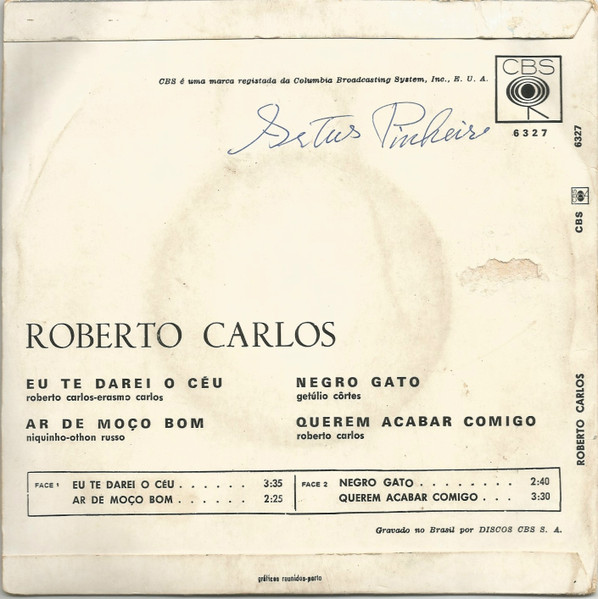 CBS é uma marca registada da Columbia Broadcasting System, Inc., E. U. A.
CBS
6327
Pinheiro
6327
CBS
ROBERTO CARLOS
ROBERTO CARLOS
EU TE DAREI O CÉU
roberto carlos-erasmo carlos
AR DE MOÇO BOM
niquinho-othon russo
NEGRO GATO
getúlio côrtes
QUEREM ACABAR COMIGO
roberto carlos
FACE 1 EU TE DAREI O CÉU . . . . . . 3:35
AR DE MOÇO BOM . . . . . . 2:25
FACE 2 NEGRO GATO . . . . . . . . 2:40
QUEREM ACABAR COMIGO . . . 3:30
Gravado no Brasil por DISCOS CBS S. A.
gráficos reunidos-porto